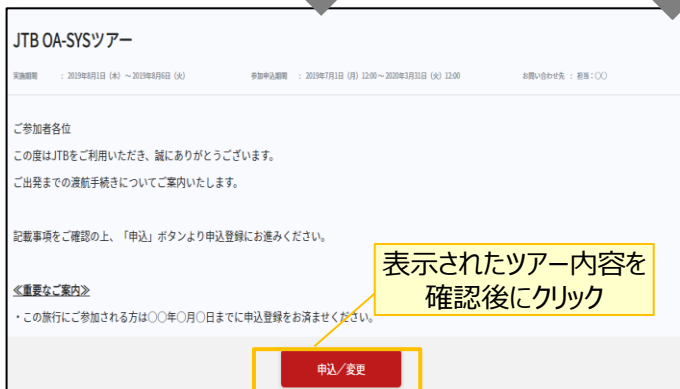 JTB OA-SYSツアー
実施期間 : 2019年8月1日 (木) ～2019年8月6日 (火) 参加申込期間 : 2019年7月1日 (月) 12:00～2020年3月31日 (火) 12:00 お問い合わせ先 : 担当:〇〇
ご参加者各位
この度はJTBをご利用いただき、誠にありがとうございます。
ご出発までの渡航手続きについてご案内いたします。
記載事項をご確認の上、「申込」ボタンより申込登録にお進みください。
表示されたツアー内容を
確認後にクリック
≪重要なご案内≫
・この旅行にご参加される方は〇〇年〇月〇日までに申込登録をお済ませください。
申込／変更